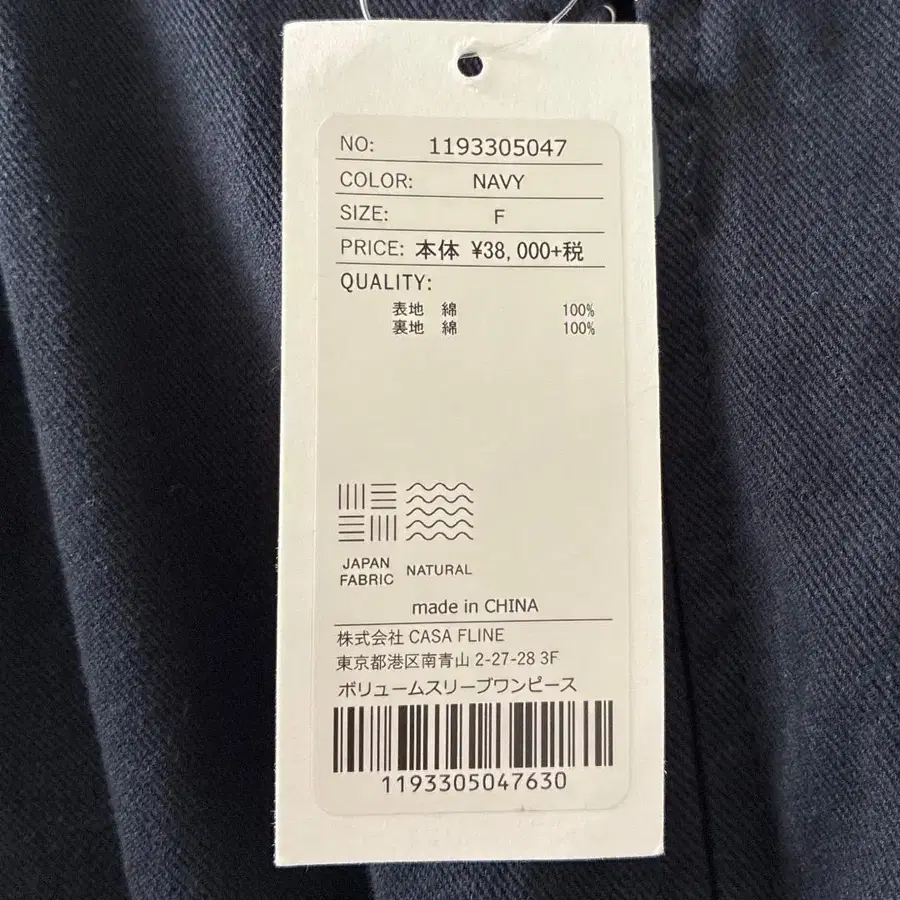 NO: 1193305047
COLOR: NAVY
SIZE: F
PRICE: 本体 ¥38,000+税
QUALITY:
表地 綿 100%
裏地 綿 100%
JAPAN
FABRIC NATURAL
made in CHINA
株式会社 CASA FLINE
東京都港区南青山 2-27-28 3F
ボリュームスリーブワンピース
1193305047630